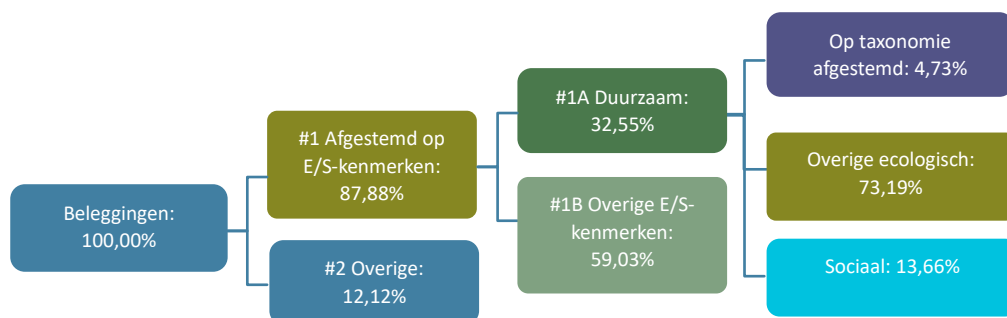 Beleggingen:
100,00%
#1 Afgestemd op
E/S-kenmerken:
87,88%
#2 Overige:
12,12%
#1A Duurzaam:
32,55%
#1B Overige E/S-
kenmerken:
59,03%
Op taxonomie
afgestemd: 4,73%
Overige ecologisch:
73,19%
Sociaal: 13,66%